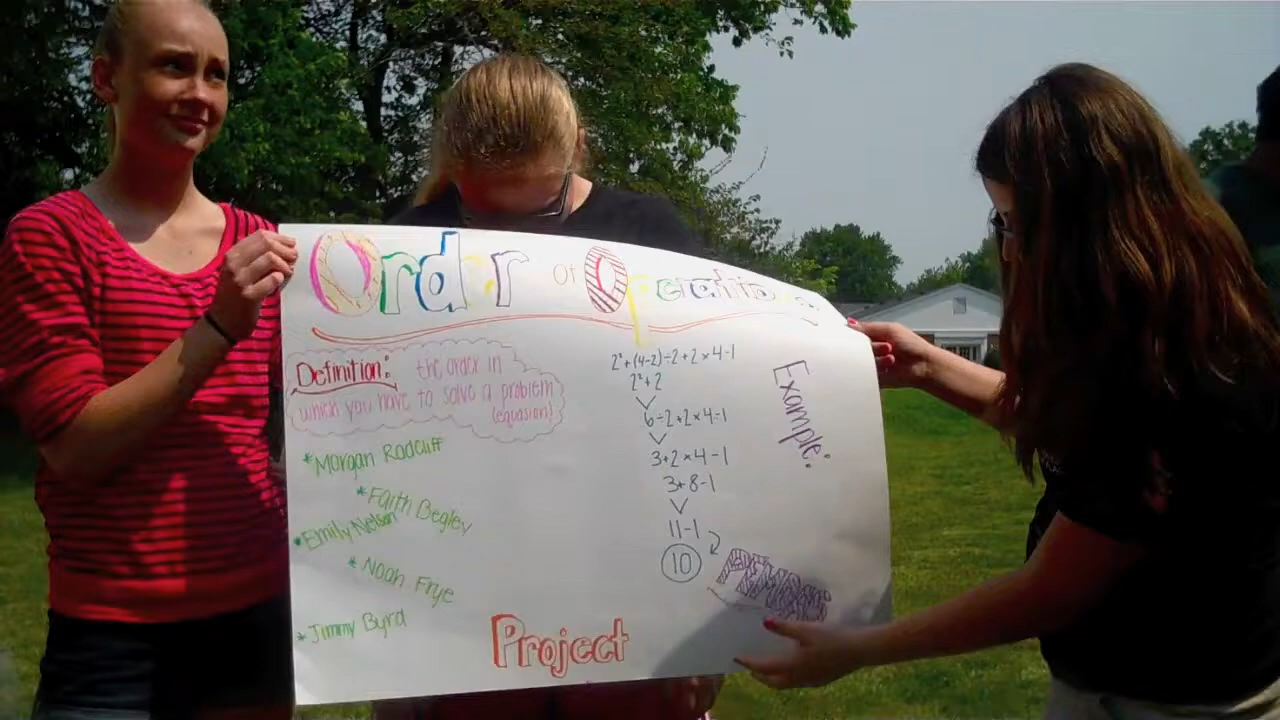 Order of Operations
Definition: the order in
which you have to solve a problem
(equasion)
*Morgan Radcliff
*Faith Begley
*Emily Nelson
*Noah Frye
*Jimmy Byrd
Project
Example:
2²+(4-2)÷2+2×4-1
2²+2
6÷2+2×4-1
3+2×4-1
3+8-1
11-1
10